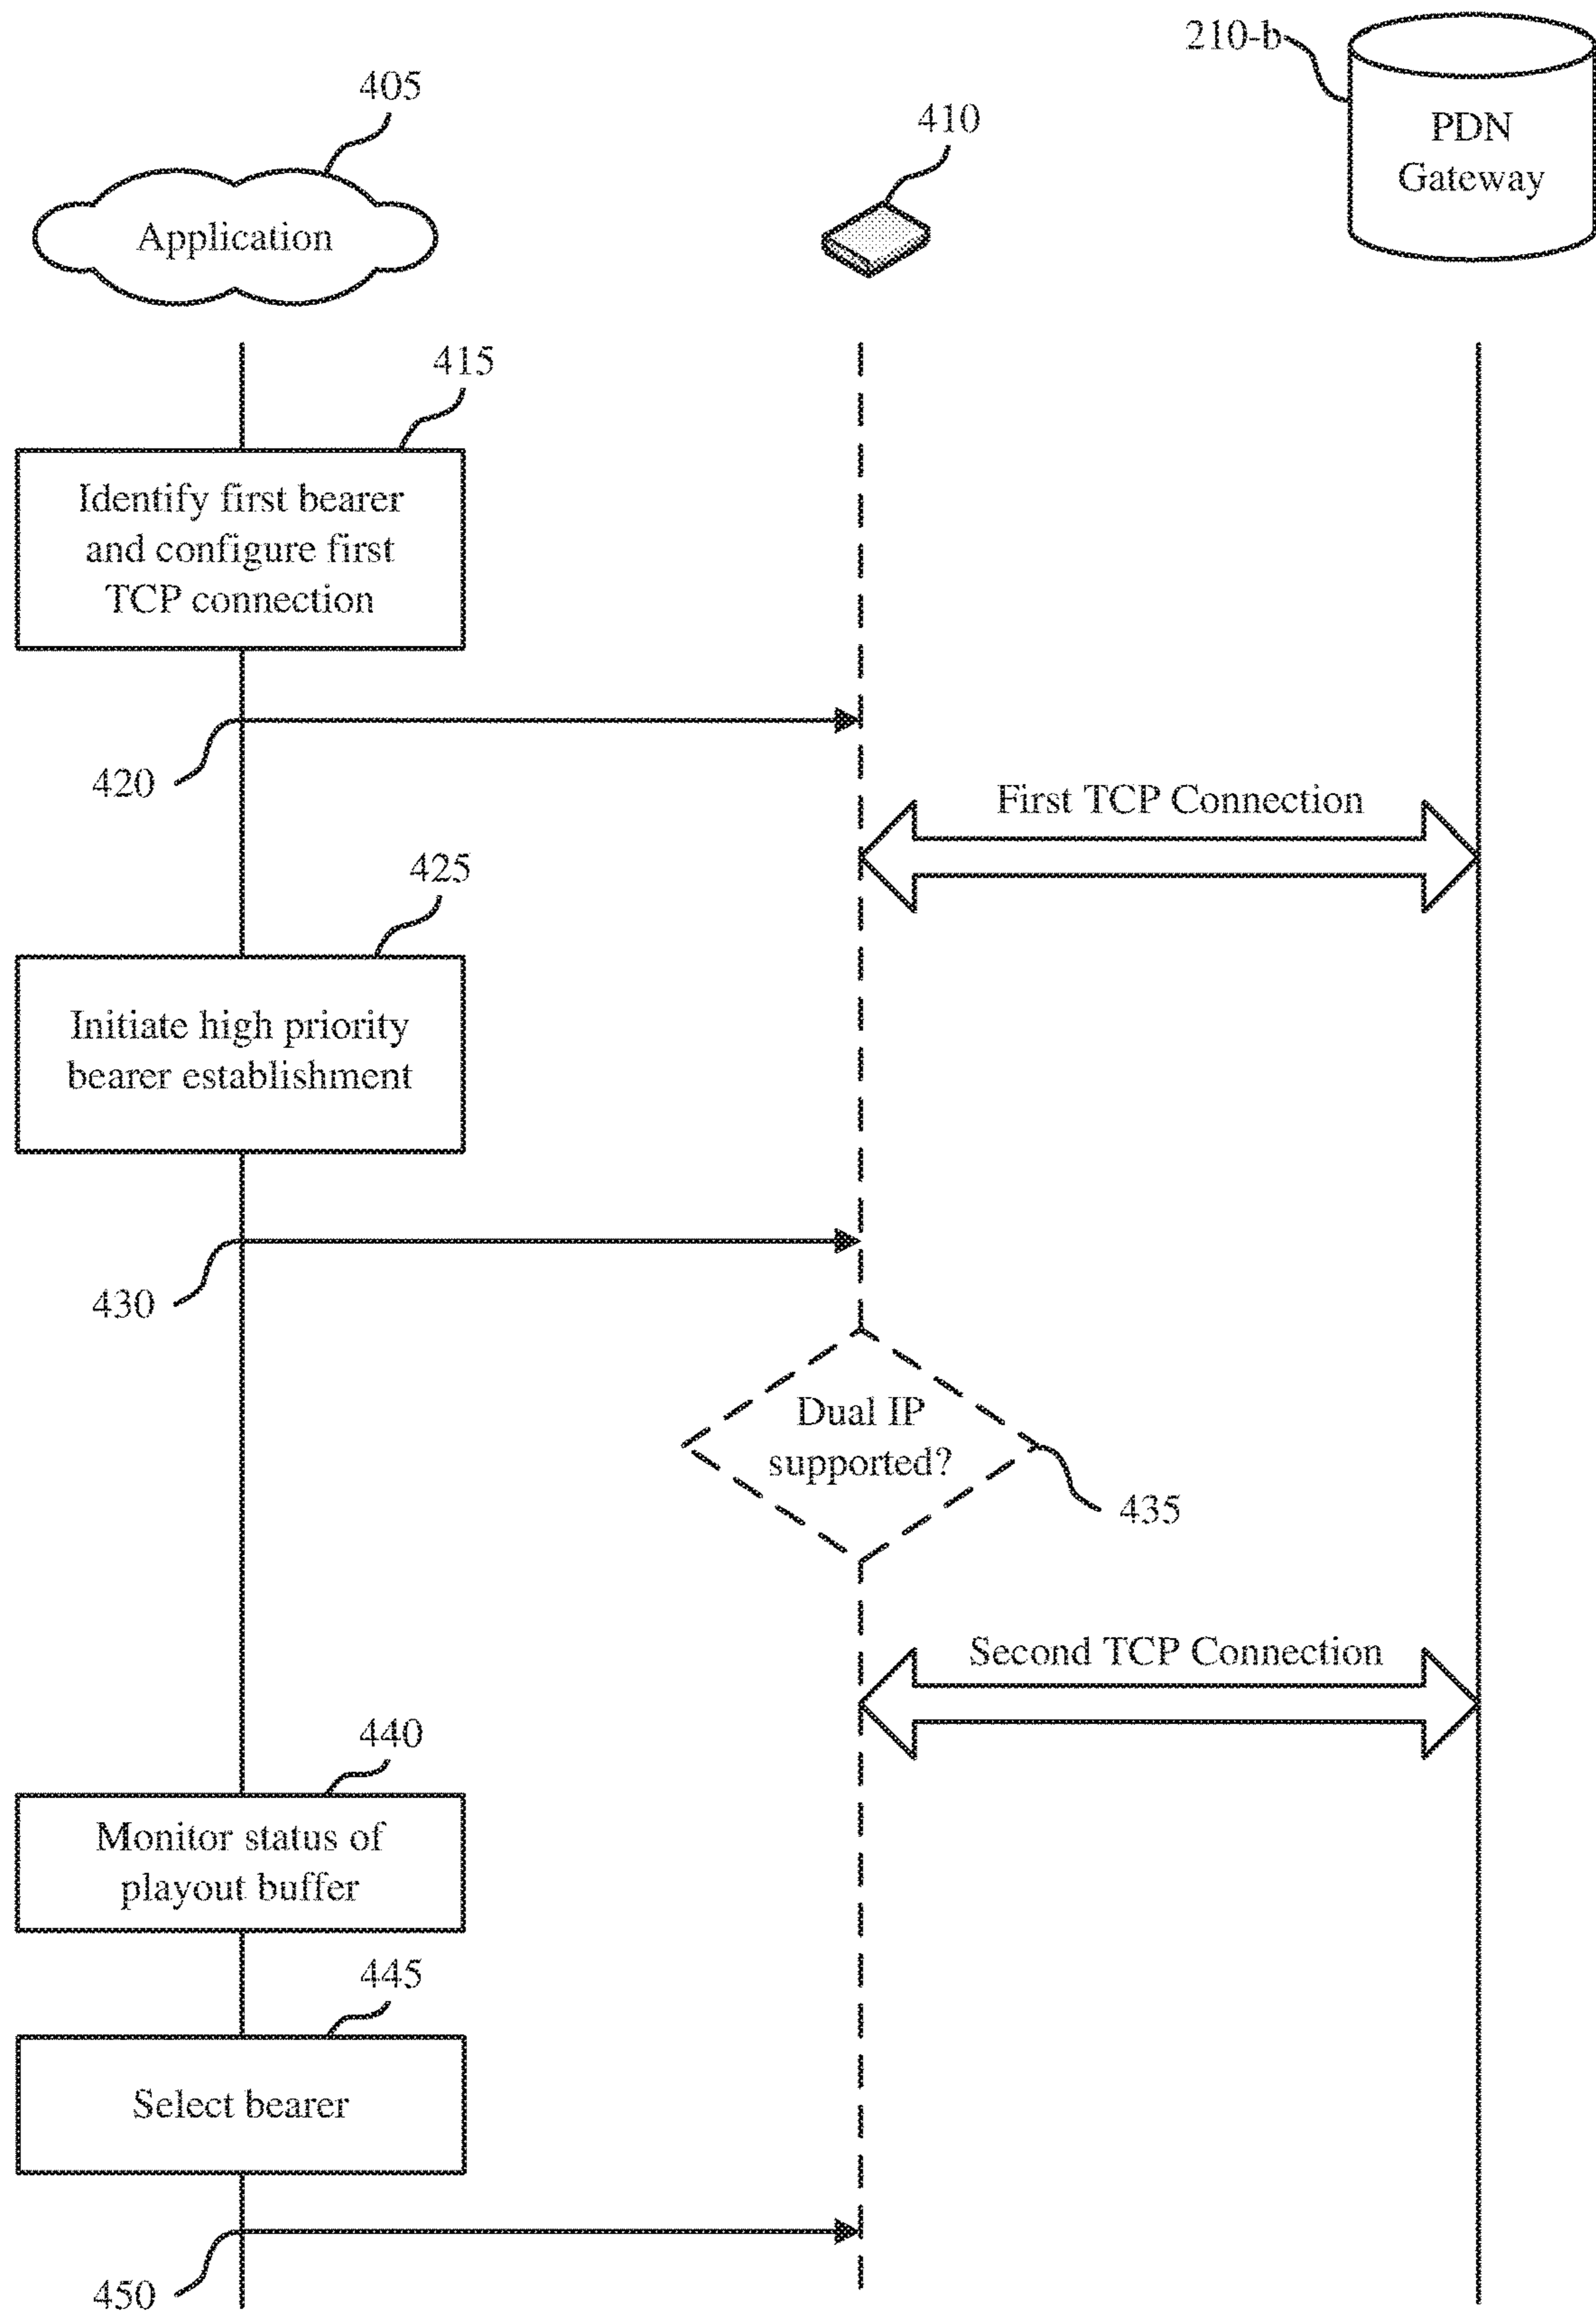 210-b
PDN
Gateway
405
410
Application
415
Identify first bearer
and configure first
TCP connection
420
First TCP Connection
425
Initiate high priority
bearer establishment
430
Dual IP
supported?
435
Second TCP Connection
440
Monitor status of
playout buffer
445
Select bearer
450